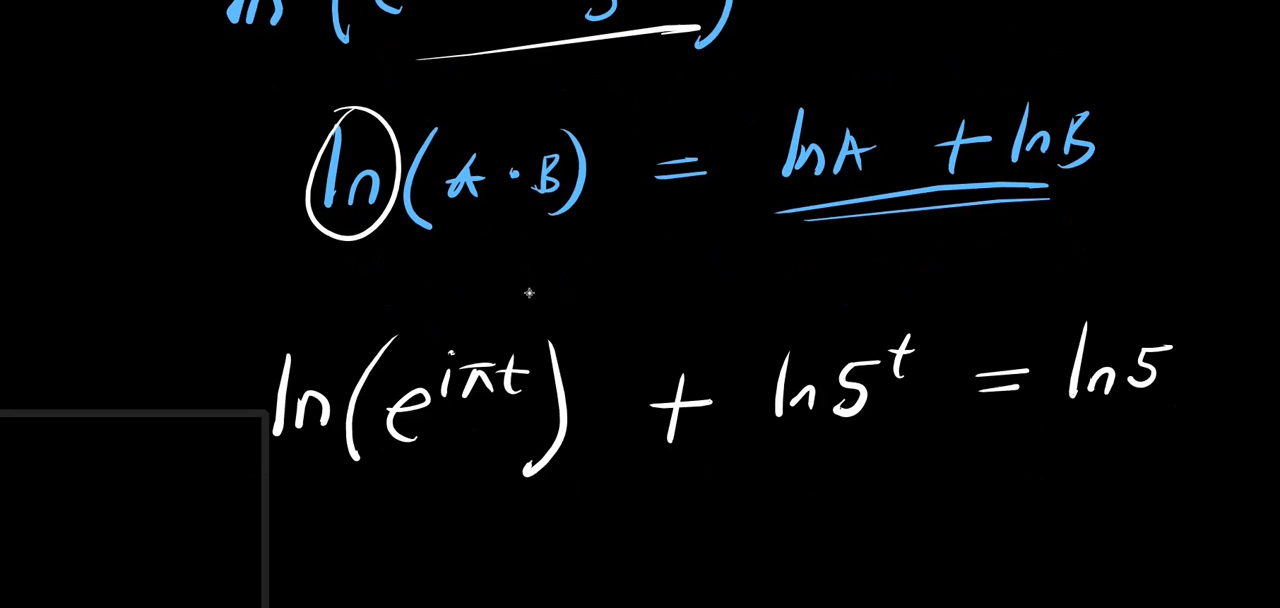 ln(A · B) = lnA + lnB
ln(e^{iπt}) + ln5^t = ln5